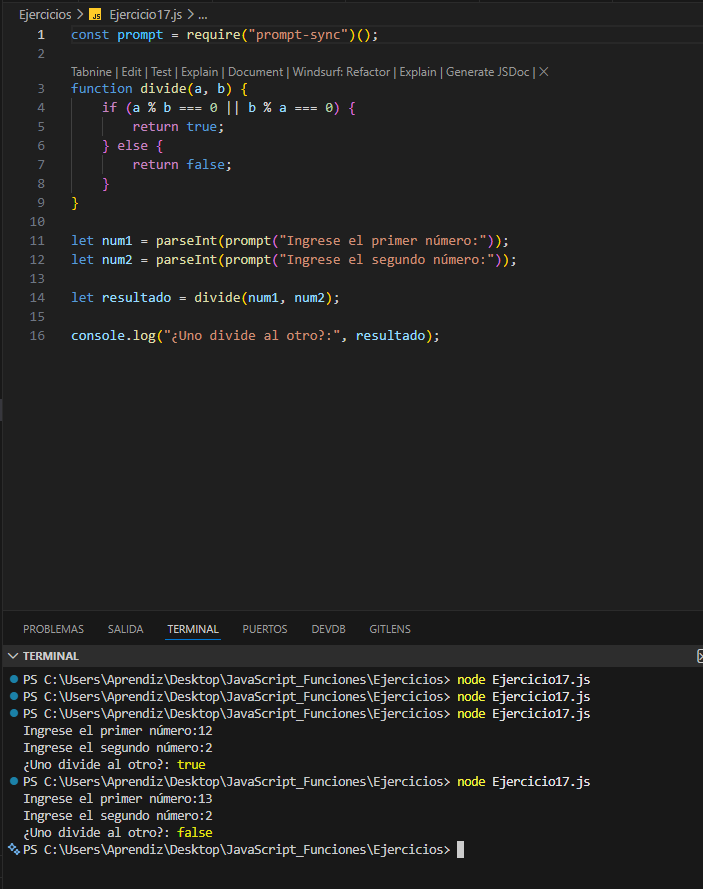 Ejercicios > JS Ejercicio17.js > ...
1 const prompt = require("prompt-sync")();
2
Tabnine | Edit | Test | Explain | Document | Windsurf: Refactor | Explain | Generate JSDoc | ×
3 function divide(a, b) {
4     if (a % b === 0 || b % a === 0) {
5         return true;
6     } else {
7         return false;
8     }
9 }
10
11 let num1 = parseInt(prompt("Ingrese el primer número:"));
12 let num2 = parseInt(prompt("Ingrese el segundo número:"));
13
14 let resultado = divide(num1, num2);
15
16 console.log("¿Uno divide al otro?:", resultado);
PROBLEMAS SALIDA TERMINAL PUERTOS DEVDB GITLENS
TERMINAL
PS C:\Users\Aprendiz\Desktop\JavaScript_Funciones\Ejercicios> node Ejercicio17.js
PS C:\Users\Aprendiz\Desktop\JavaScript_Funciones\Ejercicios> node Ejercicio17.js
PS C:\Users\Aprendiz\Desktop\JavaScript_Funciones\Ejercicios> node Ejercicio17.js
Ingrese el primer número:12
Ingrese el segundo número:2
¿Uno divide al otro?: true
PS C:\Users\Aprendiz\Desktop\JavaScript_Funciones\Ejercicios> node Ejercicio17.js
Ingrese el primer número:13
Ingrese el segundo número:2
¿Uno divide al otro?: false
PS C:\Users\Aprendiz\Desktop\JavaScript_Funciones\Ejercicios>